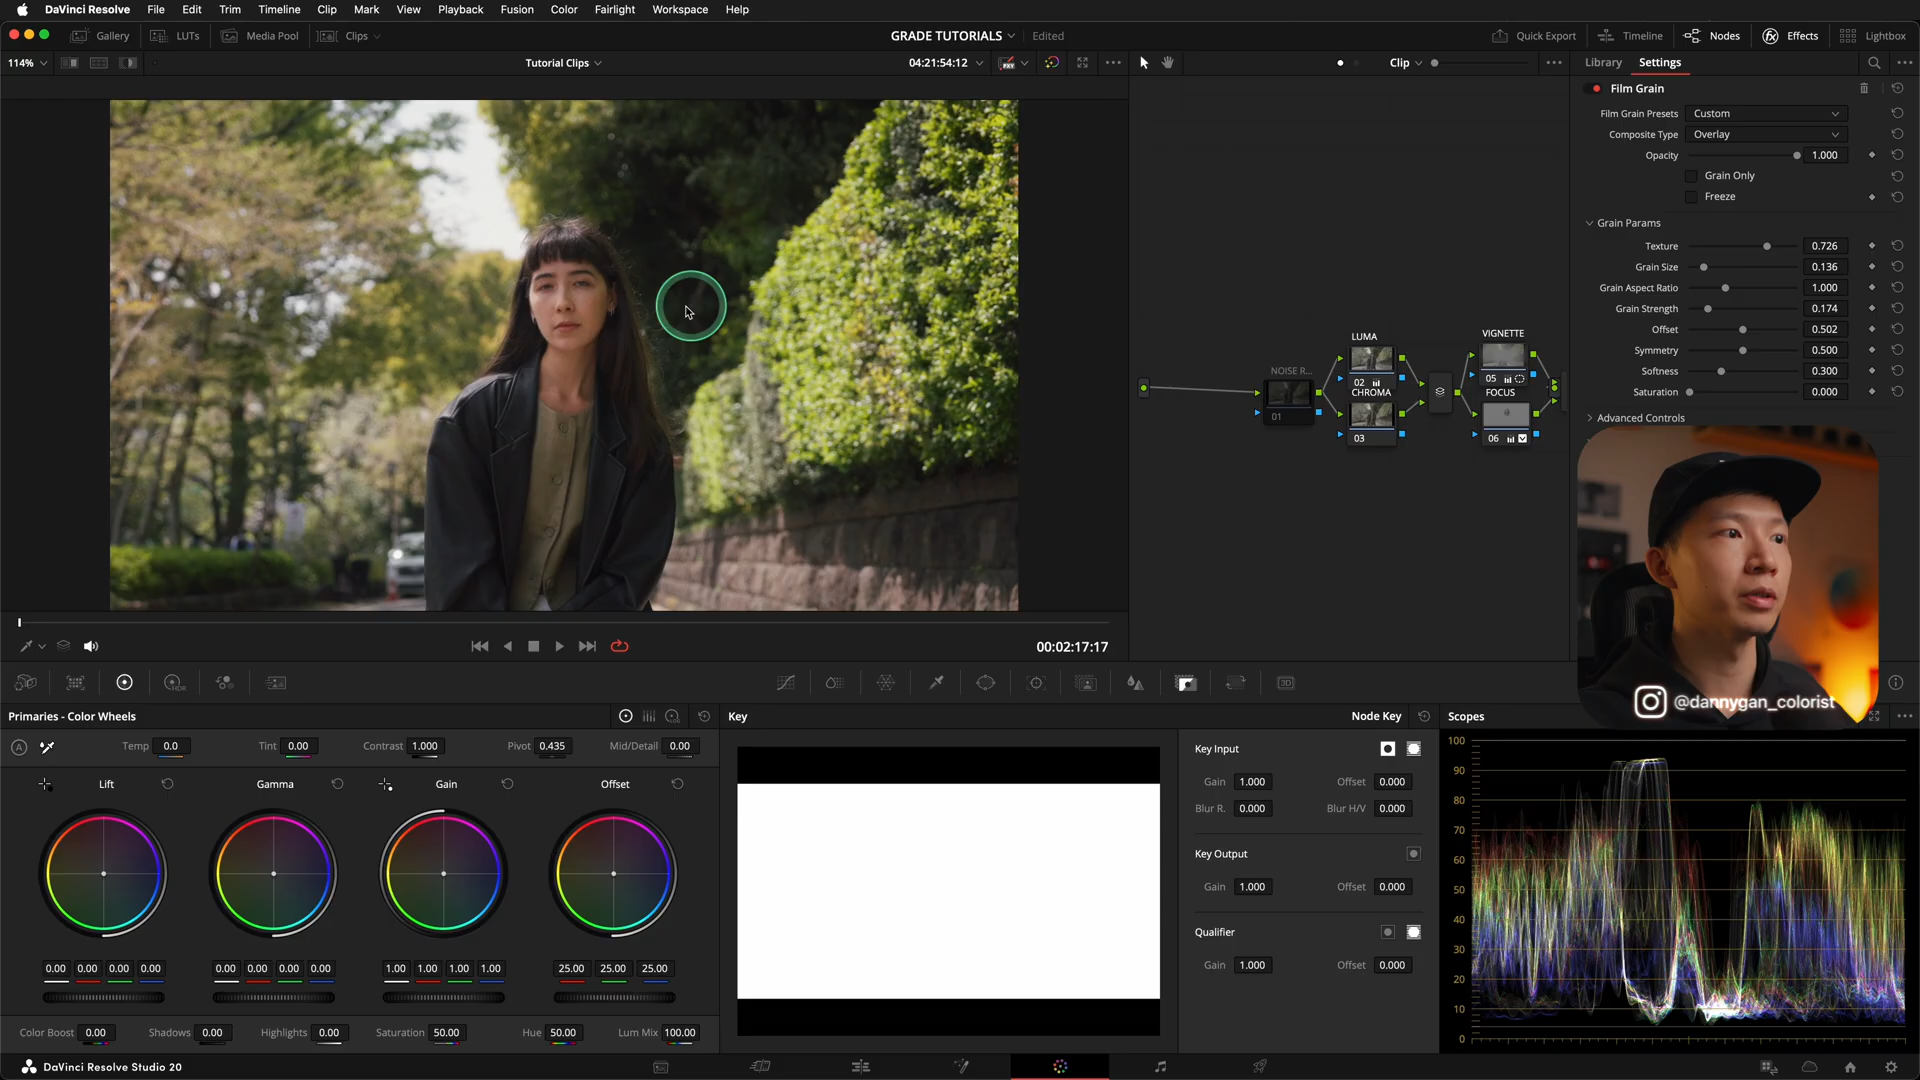 DaVinci Resolve File Edit Trim Timeline Clip Mark View Playback Fusion Color Fairlight Workspace Help
Gallery LUTs Media Pool Clips GRADE TUTORIALS Edited Quick Export Timeline Nodes Effects Lightbox
114% Tutorial Clips 04:21:54:12 Clip Library Settings
Film Grain
Film Grain Presets Custom
Composite Type Overlay
Opacity 1.000
Grain Only
Freeze
Grain Params
Texture 0.726
Grain Size 0.136
Grain Aspect Ratio 1.000
Grain Strength 0.174
Offset 0.502
Symmetry 0.500
Softness 0.300
Saturation 0.000
Advanced Controls
LUMA VIGNETTE
NOISE R...
02 05
CHROMA FOCUS
01
03 06
00:02:17:17
@dannygan_colorist
Primaries - Color Wheels Key Node Key Scopes
Temp 0.0 Tint 0.00 Contrast 1.000 Pivot 0.435 Mid/Detail 0.00
Lift Gamma Gain Offset
0.00 0.00 0.00 0.00 0.00 0.00 0.00 0.00 1.00 1.00 1.00 1.00 25.00 25.00 25.00
Color Boost 0.00 Shadows 0.00 Highlights 0.00 Saturation 50.00 Hue 50.00 Lum Mix 100.00
Key Input
Gain 1.000 Offset 0.000
Blur R. 0.000 Blur H/V 0.000
Key Output
Gain 1.000 Offset 0.000
Qualifier
Gain 1.000 Offset 0.000
100
90
80
70
60
50
40
30
20
10
0
DaVinci Resolve Studio 20